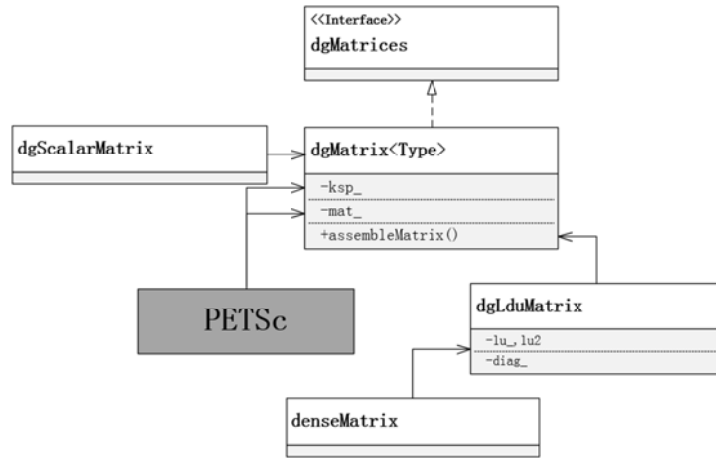 <<Interface>>
dgMatrices
dgScalarMatrix
dgMatrix<Type>
-ksp_
-mat_
+assembleMatrix()
PETSc
dgLduMatrix
-lu_,lu2
-diag_
denseMatrix